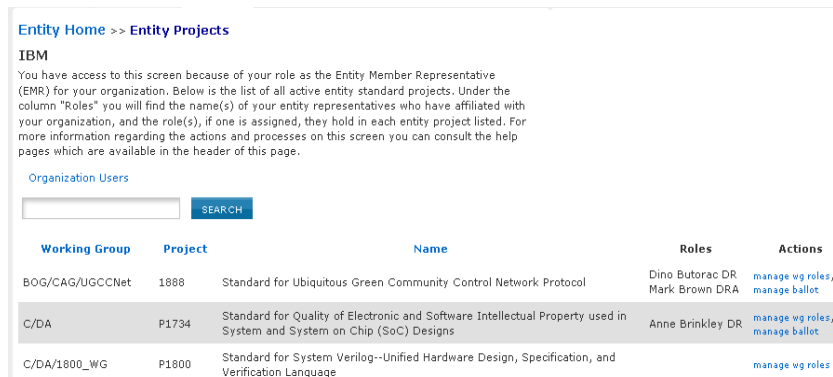 Entity Home >> Entity Projects
IBM
You have access to this screen because of your role as the Entity Member Representative
(EMR) for your organization. Below is the list of all active entity standard projects. Under the
column "Roles" you will find the name(s) of your entity representatives who have affiliated with
your organization, and the role(s), if one is assigned, they hold in each entity project listed. For
more information regarding the actions and processes on this screen you can consult the help
pages which are available in the header of this page.
Organization Users
SEARCH
Working Group Project Name Roles Actions
BOG/CAG/UGCCNet 1888 Standard for Ubiquitous Green Community Control Network Protocol Dino Butorac DR manage wg roles,
Mark Brown DRA manage ballot
C/DA P1734 Standard for Quality of Electronic and Software Intellectual Property used in Anne Brinkley DR manage wg roles,
System and System on Chip (SoC) Designs manage ballot
C/DA/1800_WG P1800 Standard for System Verilog--Unified Hardware Design, Specification, and manage wg roles
Verification Language